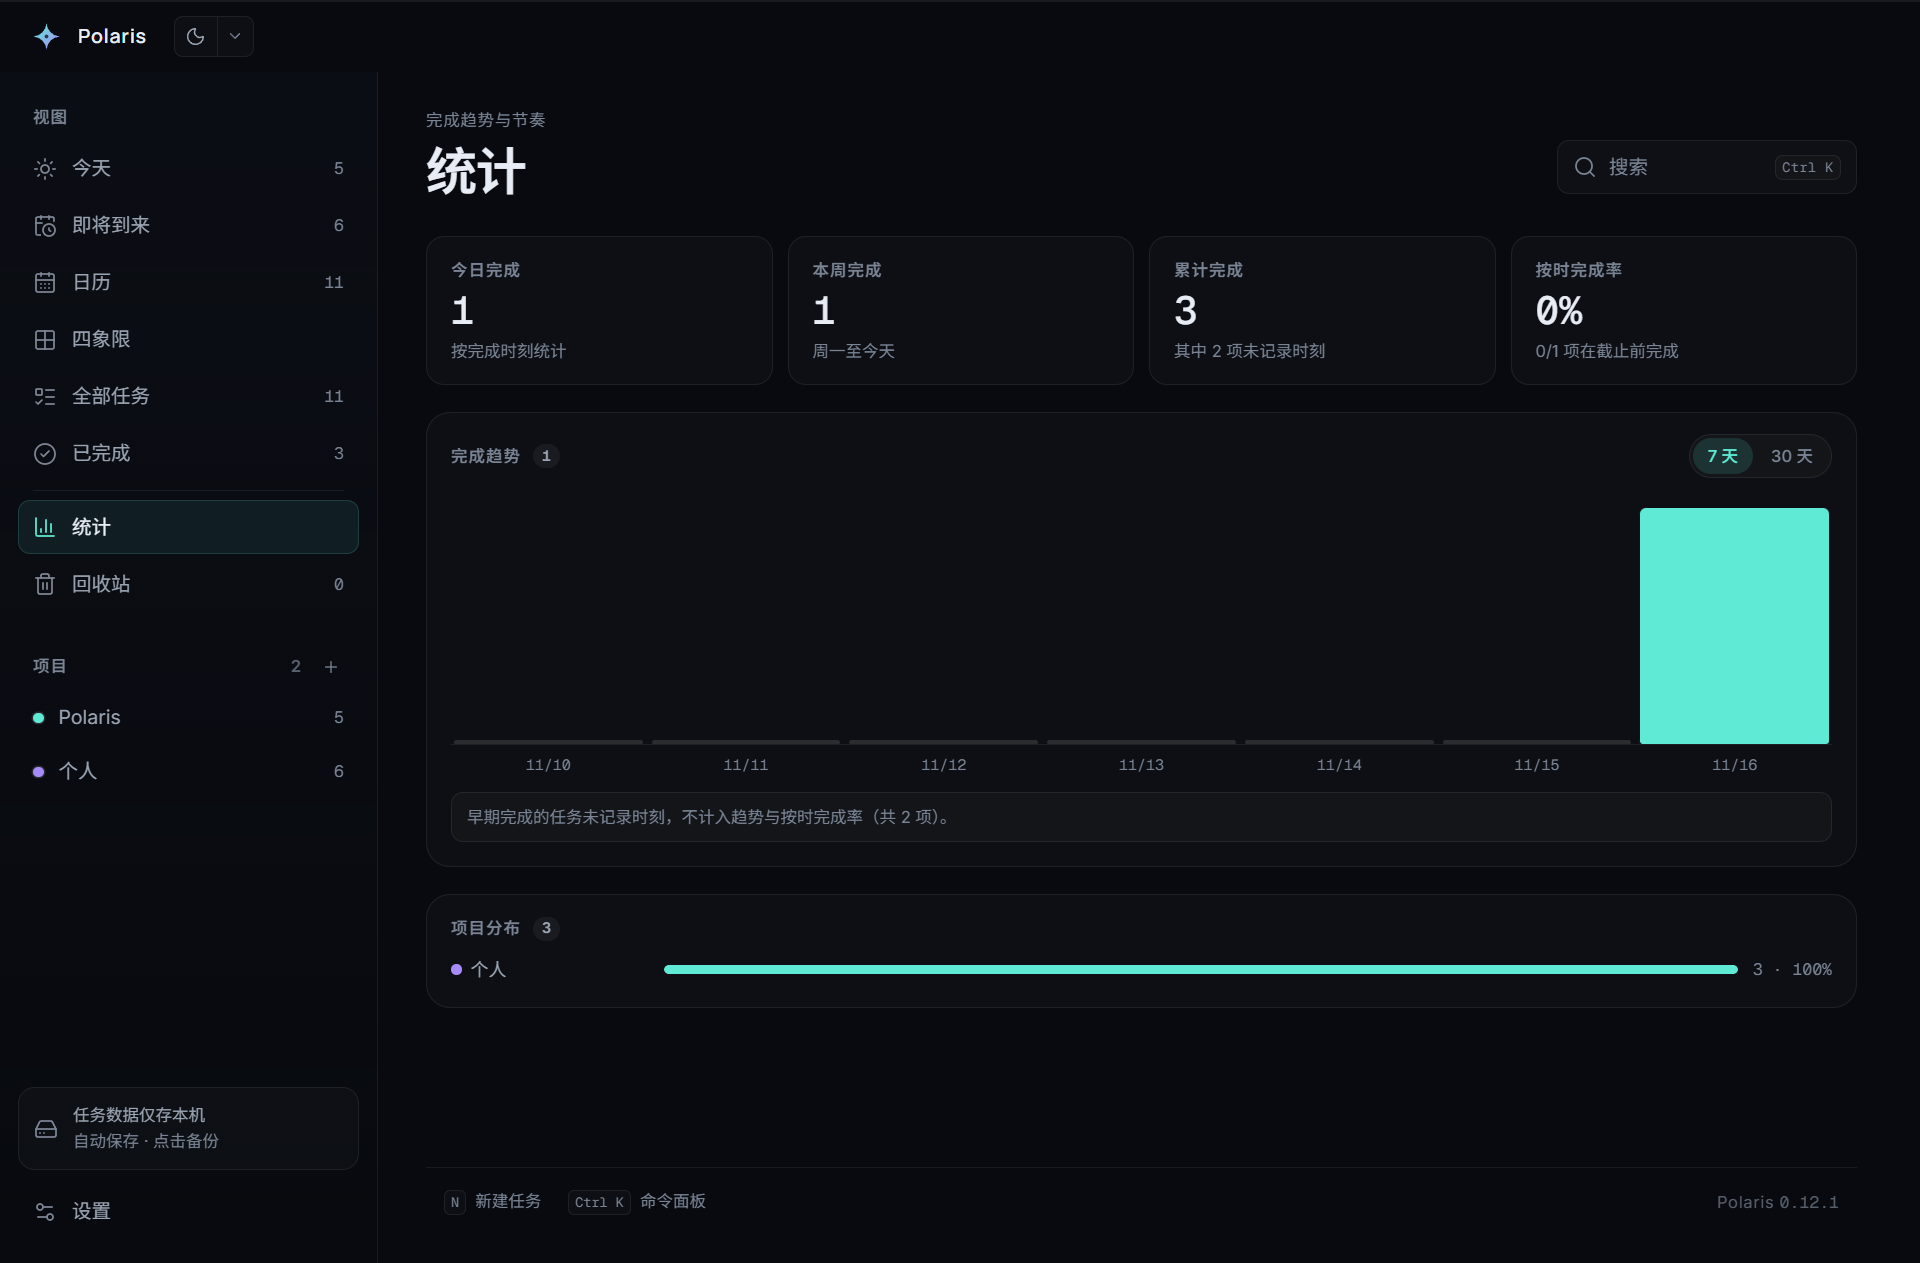 Polaris
视图
今天 5
即将到来 6
日历 11
四象限
全部任务 11
已完成 3
统计
回收站 0
项目 2 +
Polaris 5
个人 6
任务数据仅存本机
自动保存 · 点击备份
设置
完成趋势与节奏
统计
搜索 Ctrl K
今日完成
1
按完成时刻统计
本周完成
1
周一至今天
累计完成
3
其中 2 项未记录时刻
按时完成率
0%
0/1 项在截止前完成
完成趋势 1
7 天 30 天
11/10 11/11 11/12 11/13 11/14 11/15 11/16
早期完成的任务未记录时刻，不计入趋势与按时完成率（共 2 项）。
项目分布 3
个人 3 · 100%
N 新建任务 Ctrl K 命令面板
Polaris 0.12.1